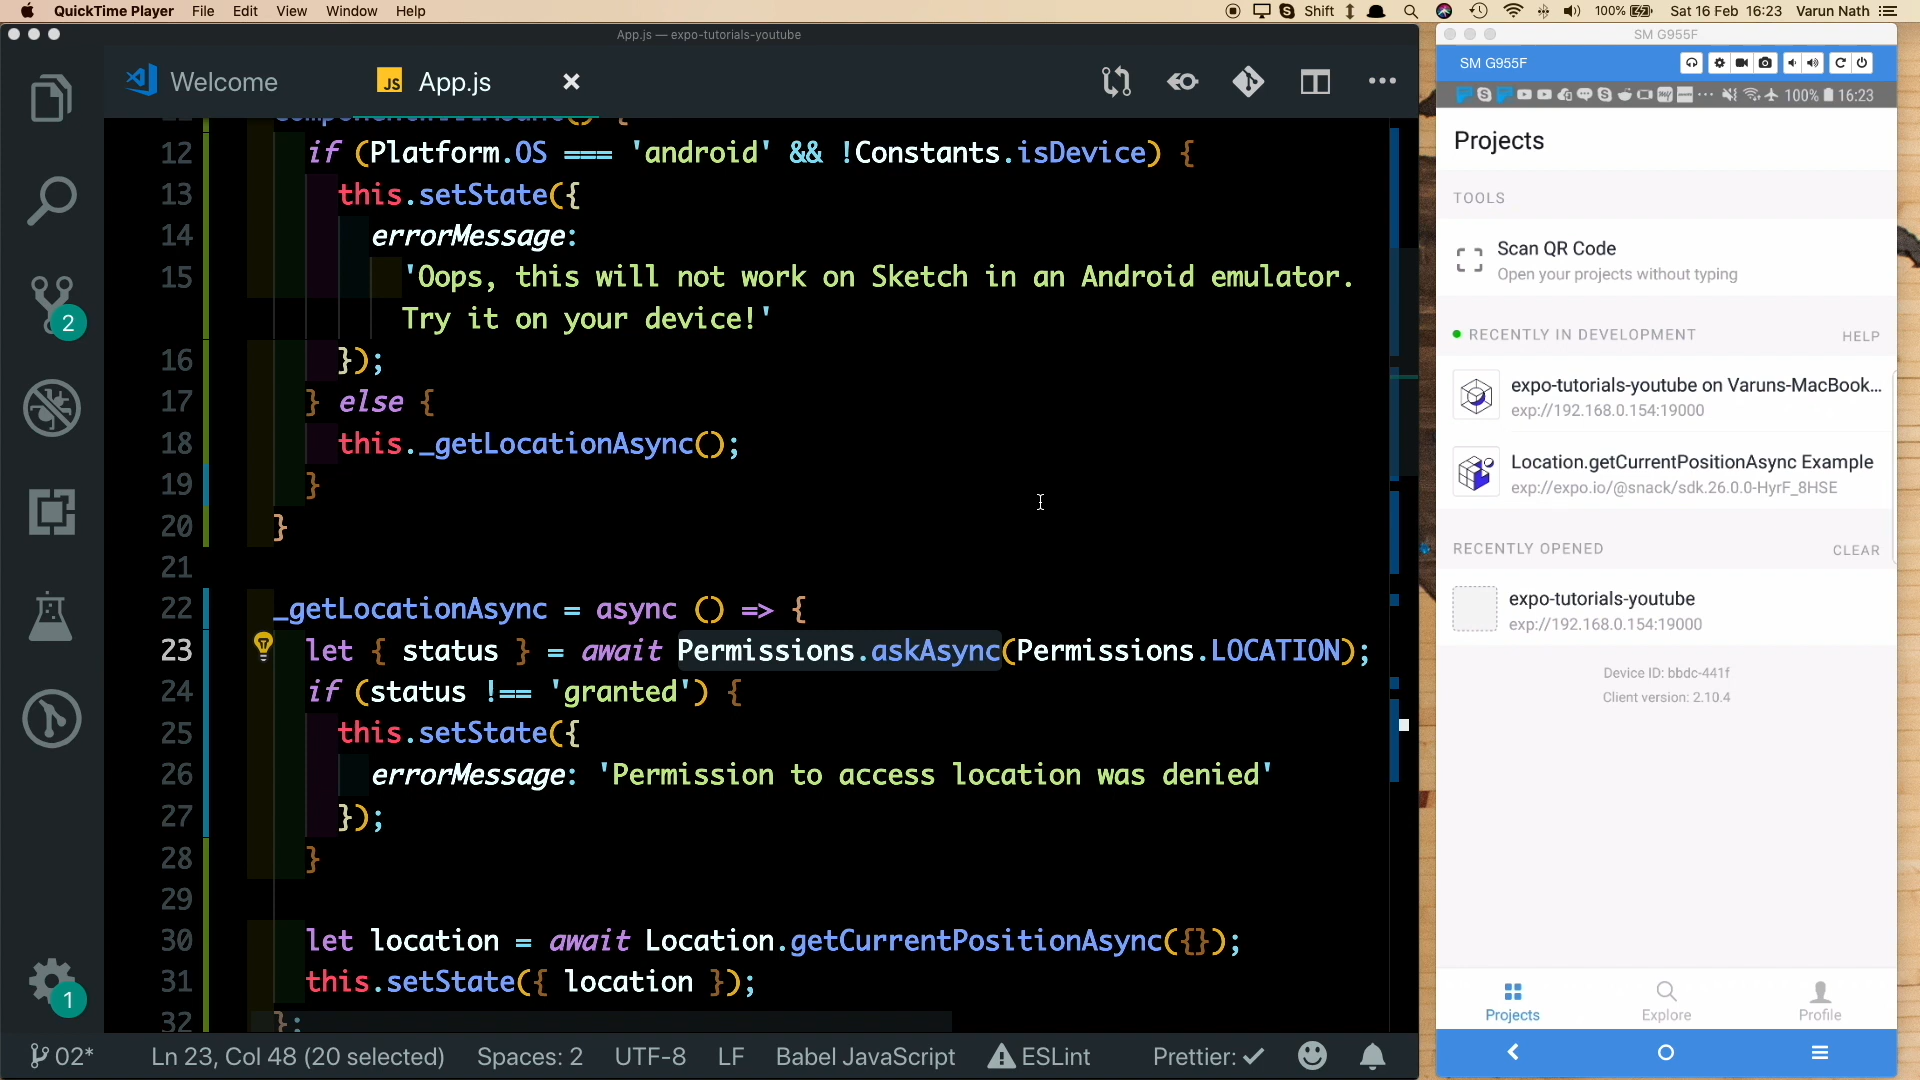 QuickTime Player File Edit View Window Help
Shift 100% Sat 16 Feb 16:23 Varun Nath
App.js — expo-tutorials-youtube
Welcome
JS App.js
12 if (Platform.OS === 'android' && !Constants.isDevice) {
13 this.setState({
14 errorMessage:
15 'Oops, this will not work on Sketch in an Android emulator.
Try it on your device!'
16 });
17 } else {
18 this._getLocationAsync();
19 }
20 }
21
22 _getLocationAsync = async () => {
23 let { status } = await Permissions.askAsync(Permissions.LOCATION);
24 if (status !== 'granted') {
25 this.setState({
26 errorMessage: 'Permission to access location was denied'
27 });
28 }
29
30 let location = await Location.getCurrentPositionAsync({});
31 this.setState({ location });
32 };
2
1
02* Ln 23, Col 48 (20 selected) Spaces: 2 UTF-8 LF Babel JavaScript ESLint Prettier: ✓
SM G955F
SM G955F
100% 16:23
Projects
TOOLS
Scan QR Code
Open your projects without typing
RECENTLY IN DEVELOPMENT HELP
expo-tutorials-youtube on Varuns-MacBook...
exp://192.168.0.154:19000
Location.getCurrentPositionAsync Example
exp://expo.io/@snack/sdk.26.0.0-HyrF_8HSE
RECENTLY OPENED CLEAR
expo-tutorials-youtube
exp://192.168.0.154:19000
Device ID: bbdc-441f
Client version: 2.10.4
Projects Explore Profile